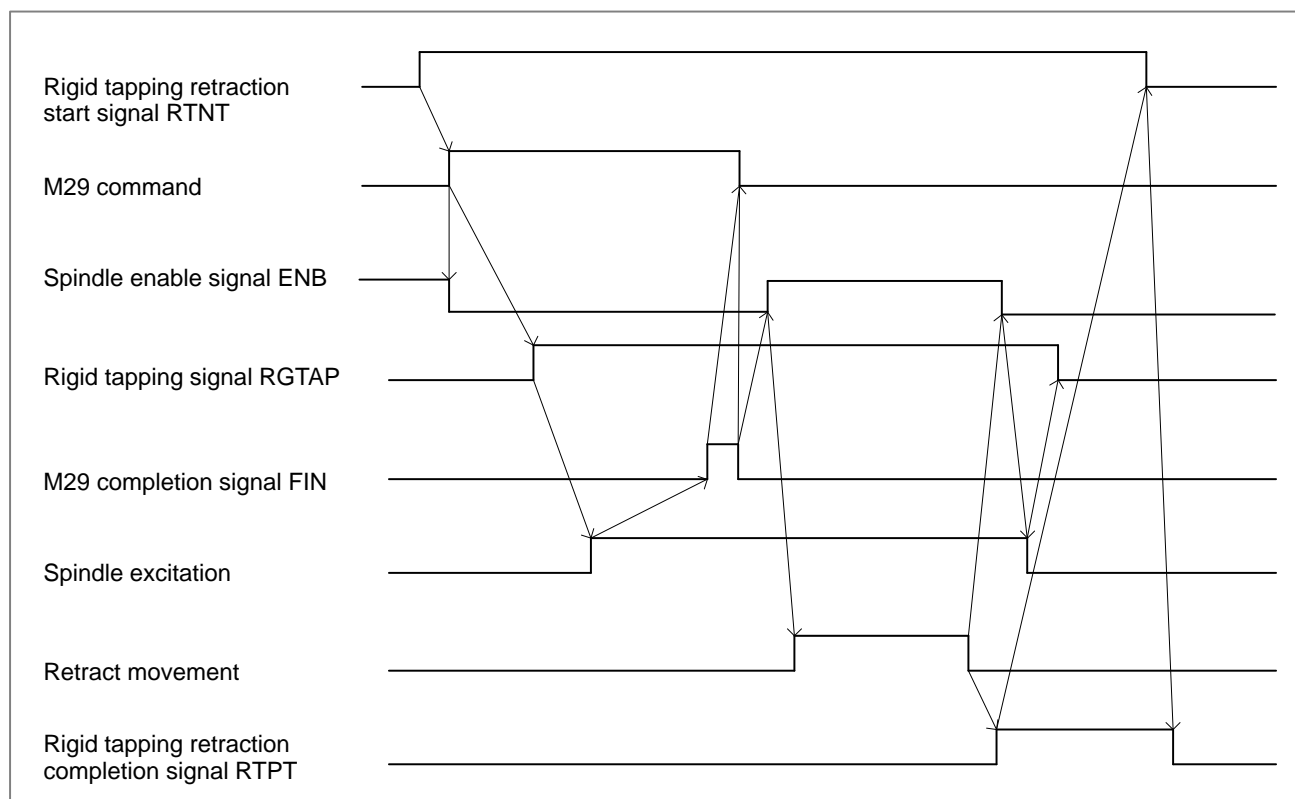 Rigid tapping retraction
start signal RTNT
M29 command
Spindle enable signal ENB
Rigid tapping signal RGTAP
M29 completion signal FIN
Spindle excitation
Retract movement
Rigid tapping retraction
completion signal RTPT